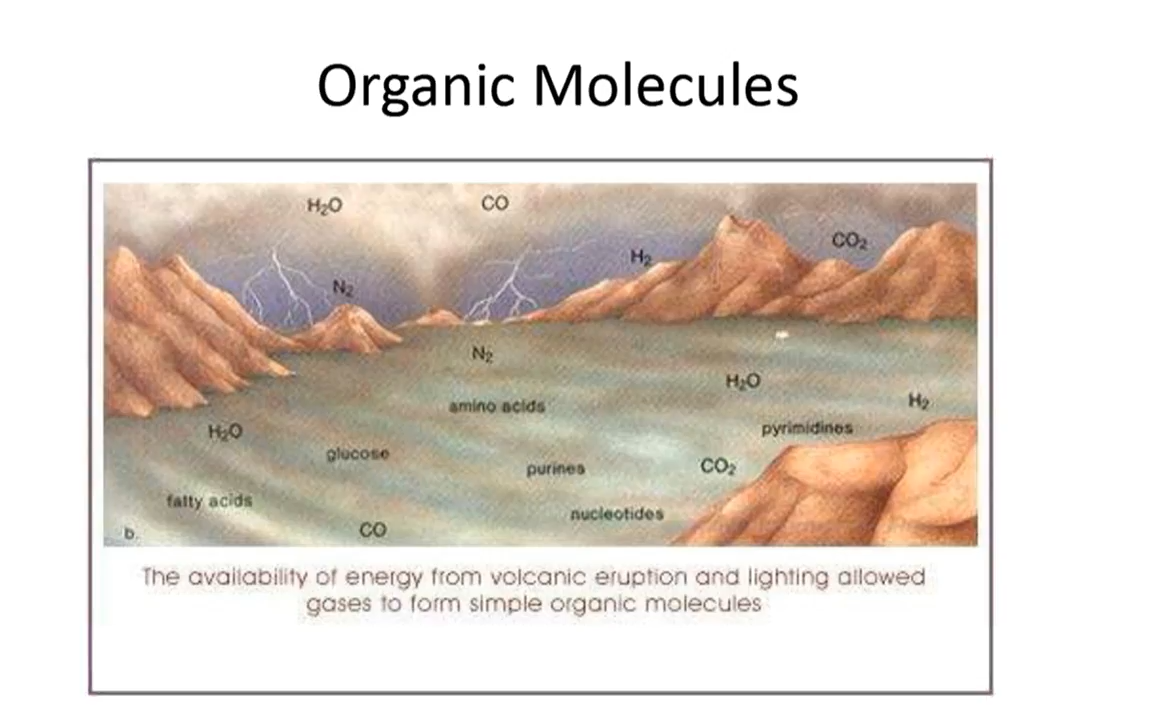 Organic Molecules
H₂O CO
CO₂
H₂
N₂
N₂
H₂O
H₂
amino acids
pyrimidines
H₂O
glucose
purines CO₂
fatty acids
nucleotides
CO
b.
The availability of energy from volcanic eruption and lighting allowed
gases to form simple organic molecules